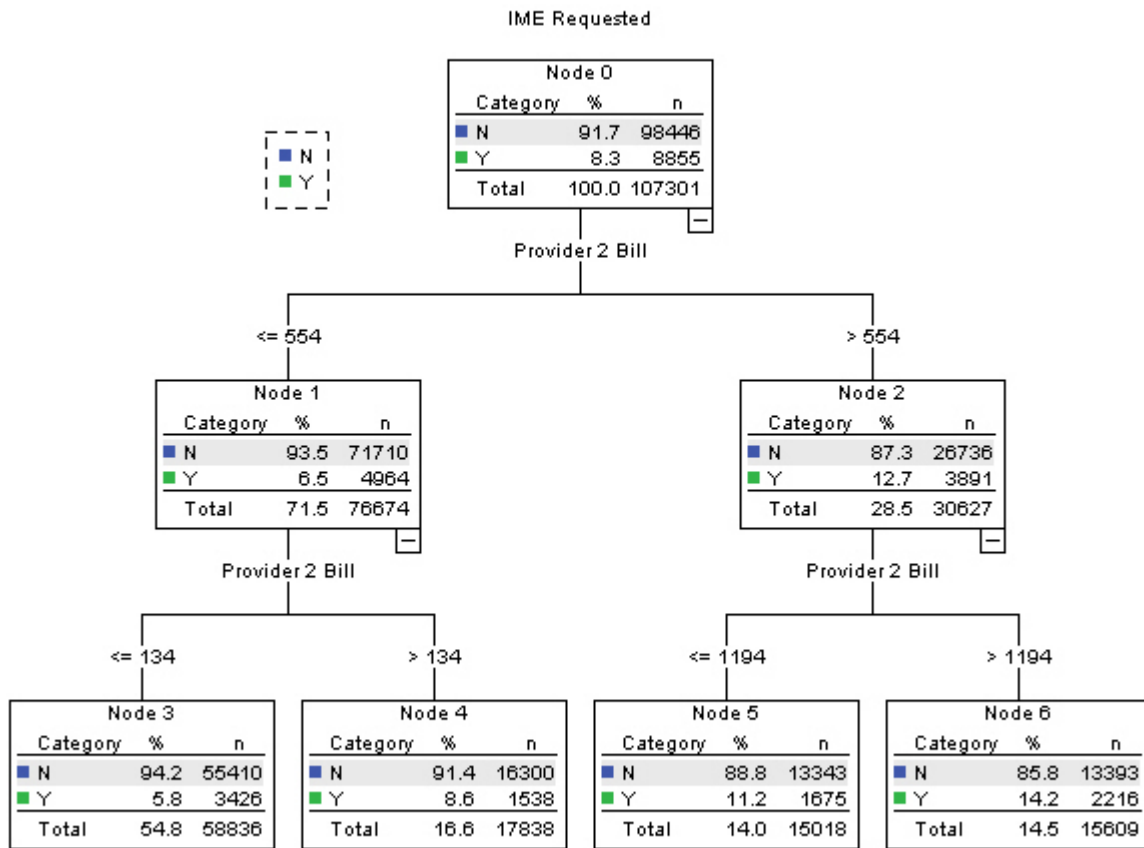 IME Requested
Node 0
Category % n
N 91.7 98446
Y 8.3 8855
Total 100.0 107301
N
Y
Provider 2 Bill
<= 554
> 554
Node 1
Category % n
N 93.5 71710
Y 6.5 4964
Total 71.5 76674
Node 2
Category % n
N 87.3 26736
Y 12.7 3891
Total 28.5 30627
Provider 2 Bill
Provider 2 Bill
<= 134
> 134
<= 1194
> 1194
Node 3
Category % n
N 94.2 55410
Y 5.8 3426
Total 54.8 58836
Node 4
Category % n
N 91.4 16300
Y 8.6 1538
Total 16.6 17838
Node 5
Category % n
N 88.8 13343
Y 11.2 1675
Total 14.0 15018
Node 6
Category % n
N 85.8 13393
Y 14.2 2216
Total 14.5 15609